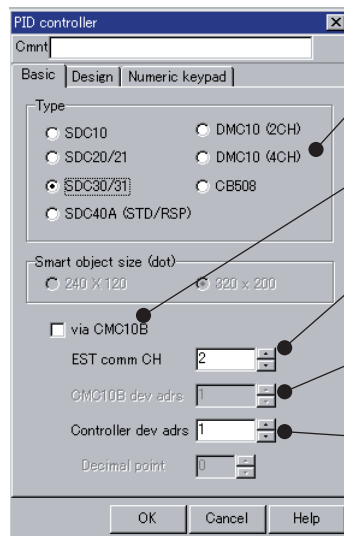 PID controller
Cmnt
Basic Design Numeric keypad
Type
SDC10 DMC10 (2CH)
SDC20/21 DMC10 (4CH)
SDC30/31 CB508
SDC40A (STD/RSP)
Smart object size (dot)
240 X 120 320 x 200
via CMC10B
EST comm CH 2
CMC10B dev adrs 1
Controller dev adrs 1
Decimal point 0
OK Cancel Help